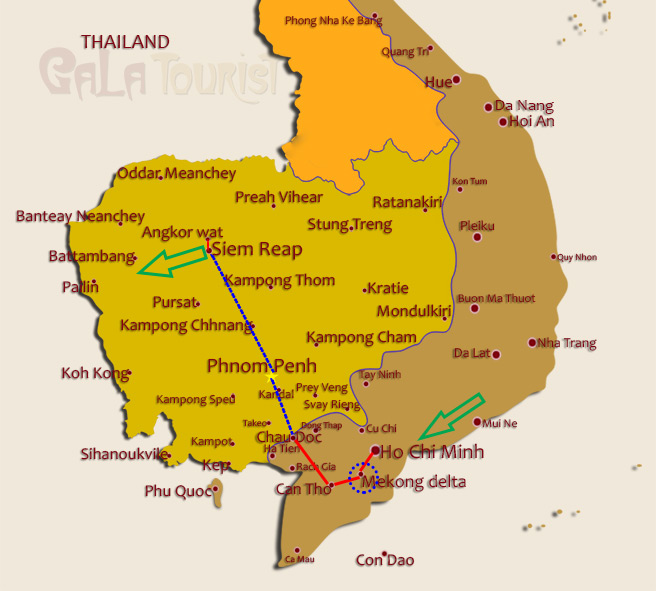 Phong Nha Ke Bang
THAILAND
Quang Tri
GALA TOURIST
Hue
Da Nang
Hoi An
Oddar Meanchey
Kon Tum
Preah Vihear
Ratanakiri
Banteay Neanchey
Stung Treng
Pleiku
Angkor wat
Siem Reap
Battambang
Quy Nhon
Kampong Thom
Pailin
Kratie
Pursat
Buon Ma Thuot
Mondulkiri
Kampong Chhnang
Kampong Cham
Nha Trang
Da Lat
Phnom Penh
Koh Kong
Tay Ninh
Prey Veng
Kandal
Kampong Sped
Svay Rieng
Mui Ne
Takeo
Dong Thap
Cu Chi
Chau Doc
Kampot
Ha Tien
Ho Chi Minh
Sihanoukvile
Kep
Rach Gia
Mekong delta
Can Tho
Phu Quoc
Ca Mau
Con Dao